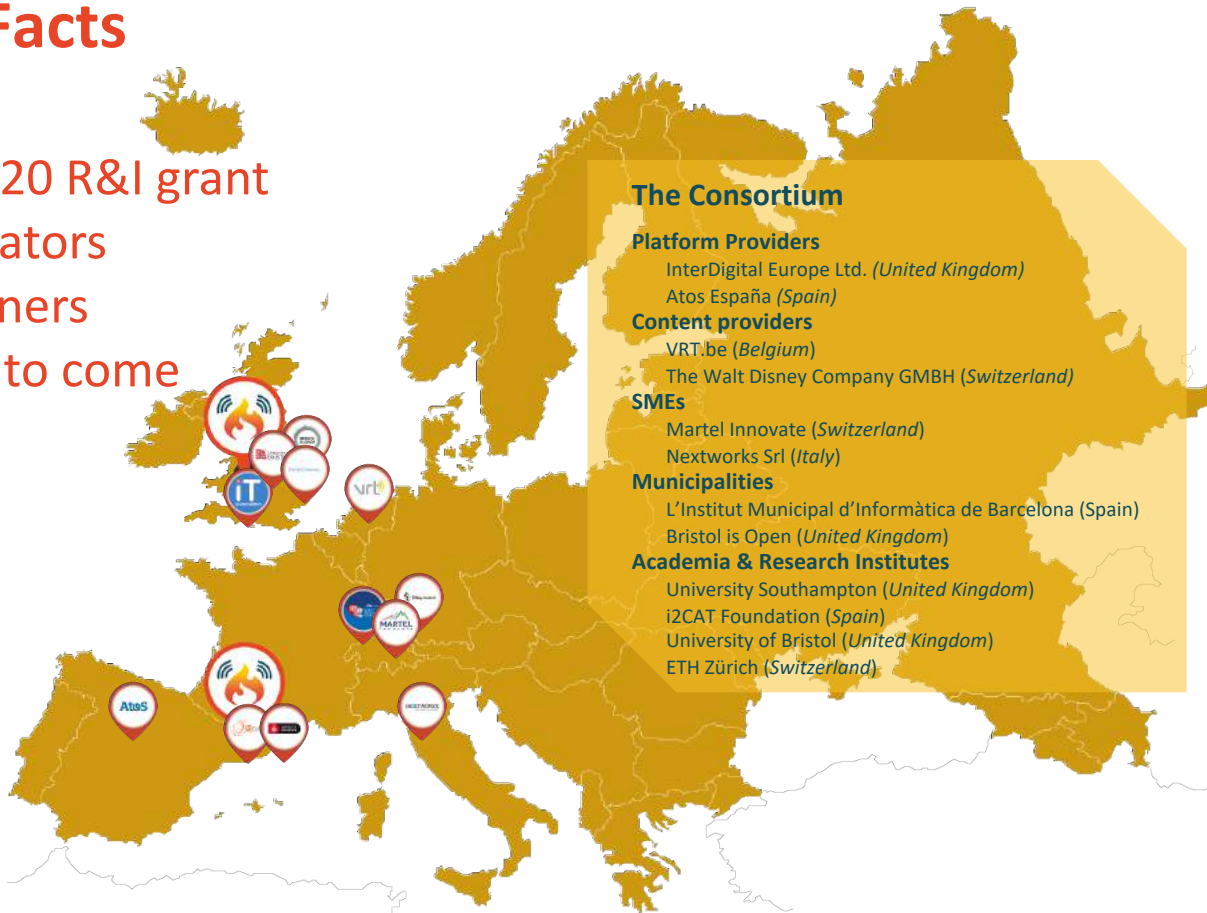 Facts
20 R&I grant
ators
ners
to come
The Consortium
Platform Providers
InterDigital Europe Ltd. (United Kingdom)
Atos España (Spain)
Content providers
VRT.be (Belgium)
The Walt Disney Company GMBH (Switzerland)
SMEs
Martel Innovate (Switzerland)
Nextworks Srl (Italy)
Municipalities
L'Institut Municipal d'Informàtica de Barcelona (Spain)
Bristol is Open (United Kingdom)
Academia & Research Institutes
University Southampton (United Kingdom)
i2CAT Foundation (Spain)
University of Bristol (United Kingdom)
ETH Zürich (Switzerland)
iT
vrt
MARTEL
AtoS
NEXTWORKS